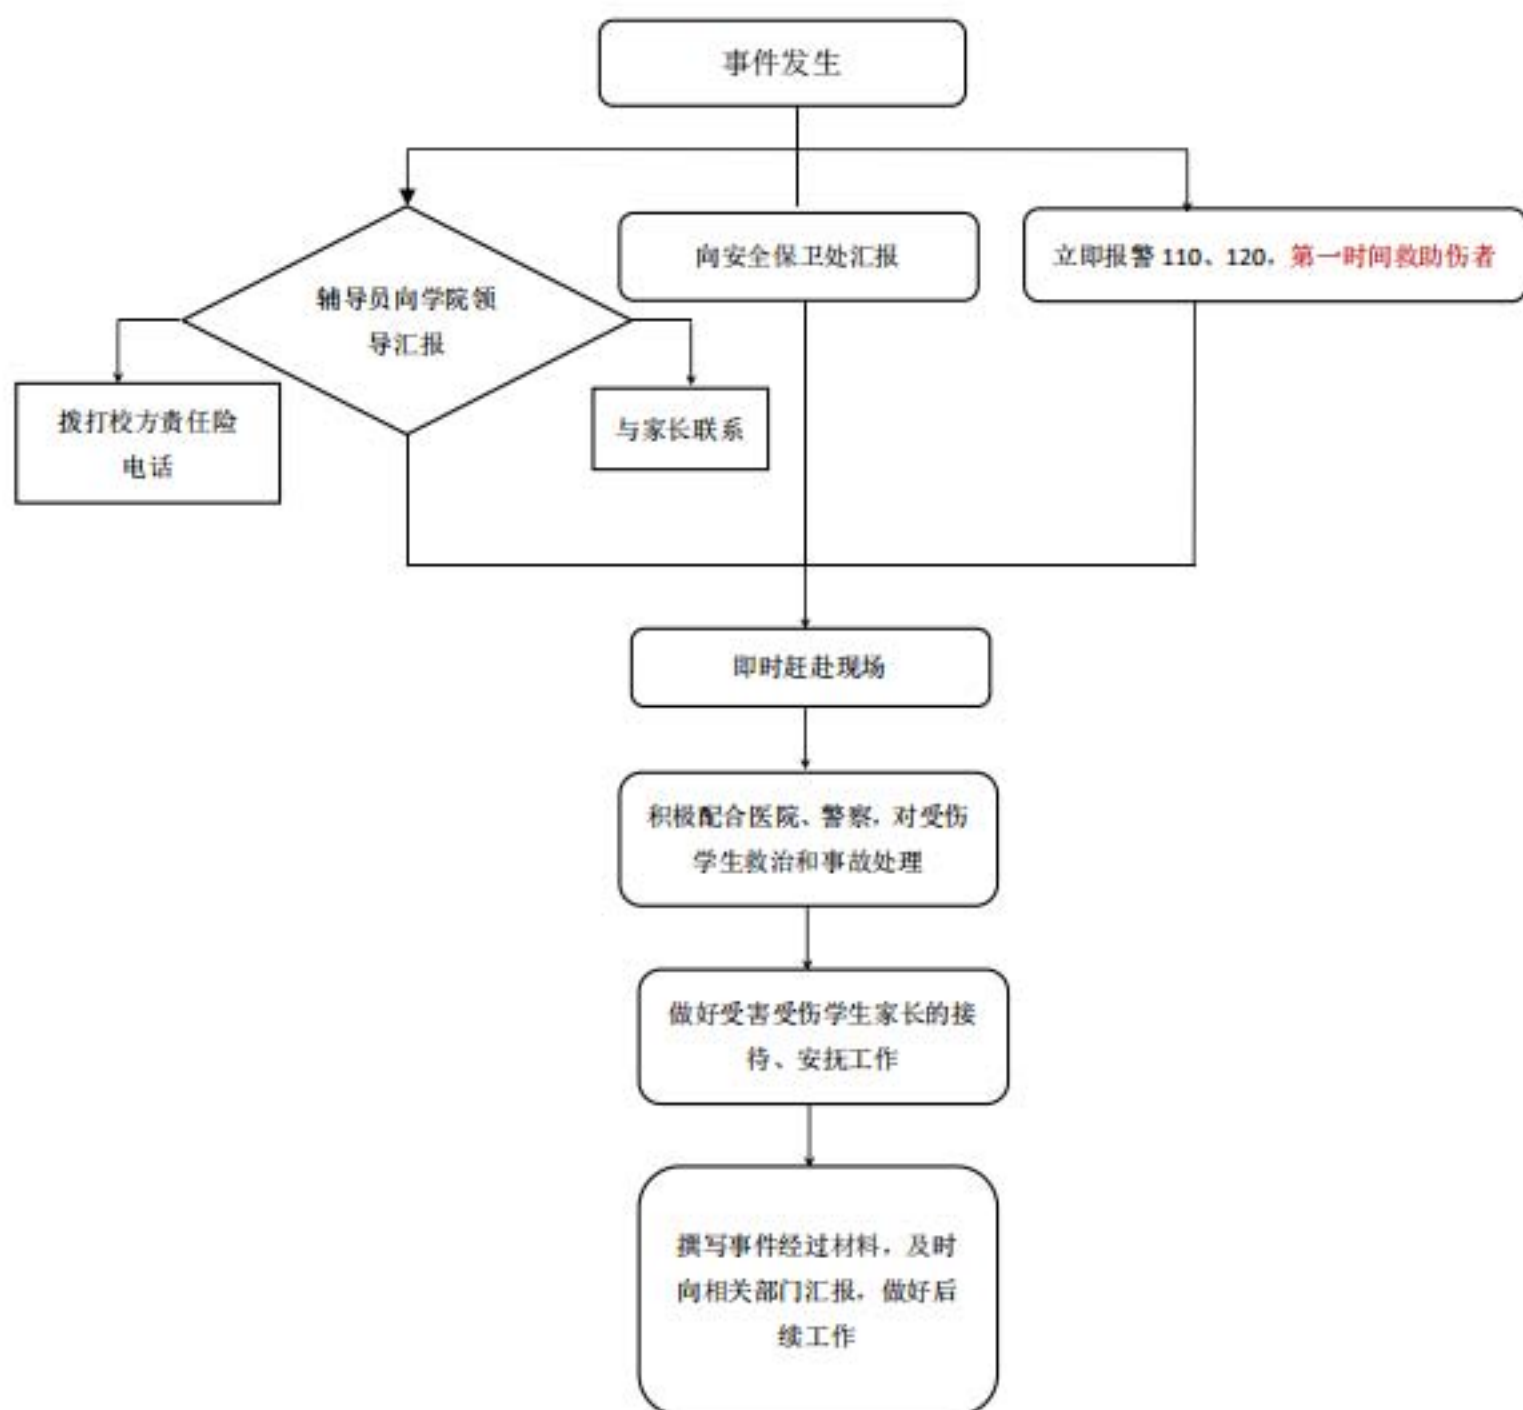 事件发生
辅导员向学院领
导汇报
向安全保卫处汇报
立即报警 110、120，第一时间救助伤者
拨打校方责任险
电话
与家长联系
即时赶赴现场
积极配合医院、警察，对受伤
学生救治和事故处理
做好受害受伤学生家长的接
待、安抚工作
撰写事件经过材料，及时
向相关部门汇报，做好后
续工作